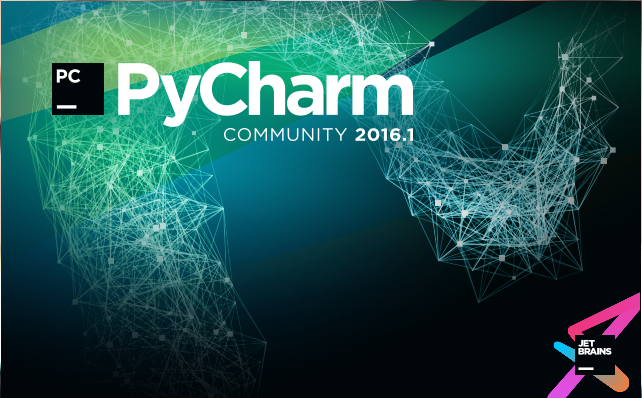 PC
PyCharm
COMMUNITY 2016.1
JET
BRAINS